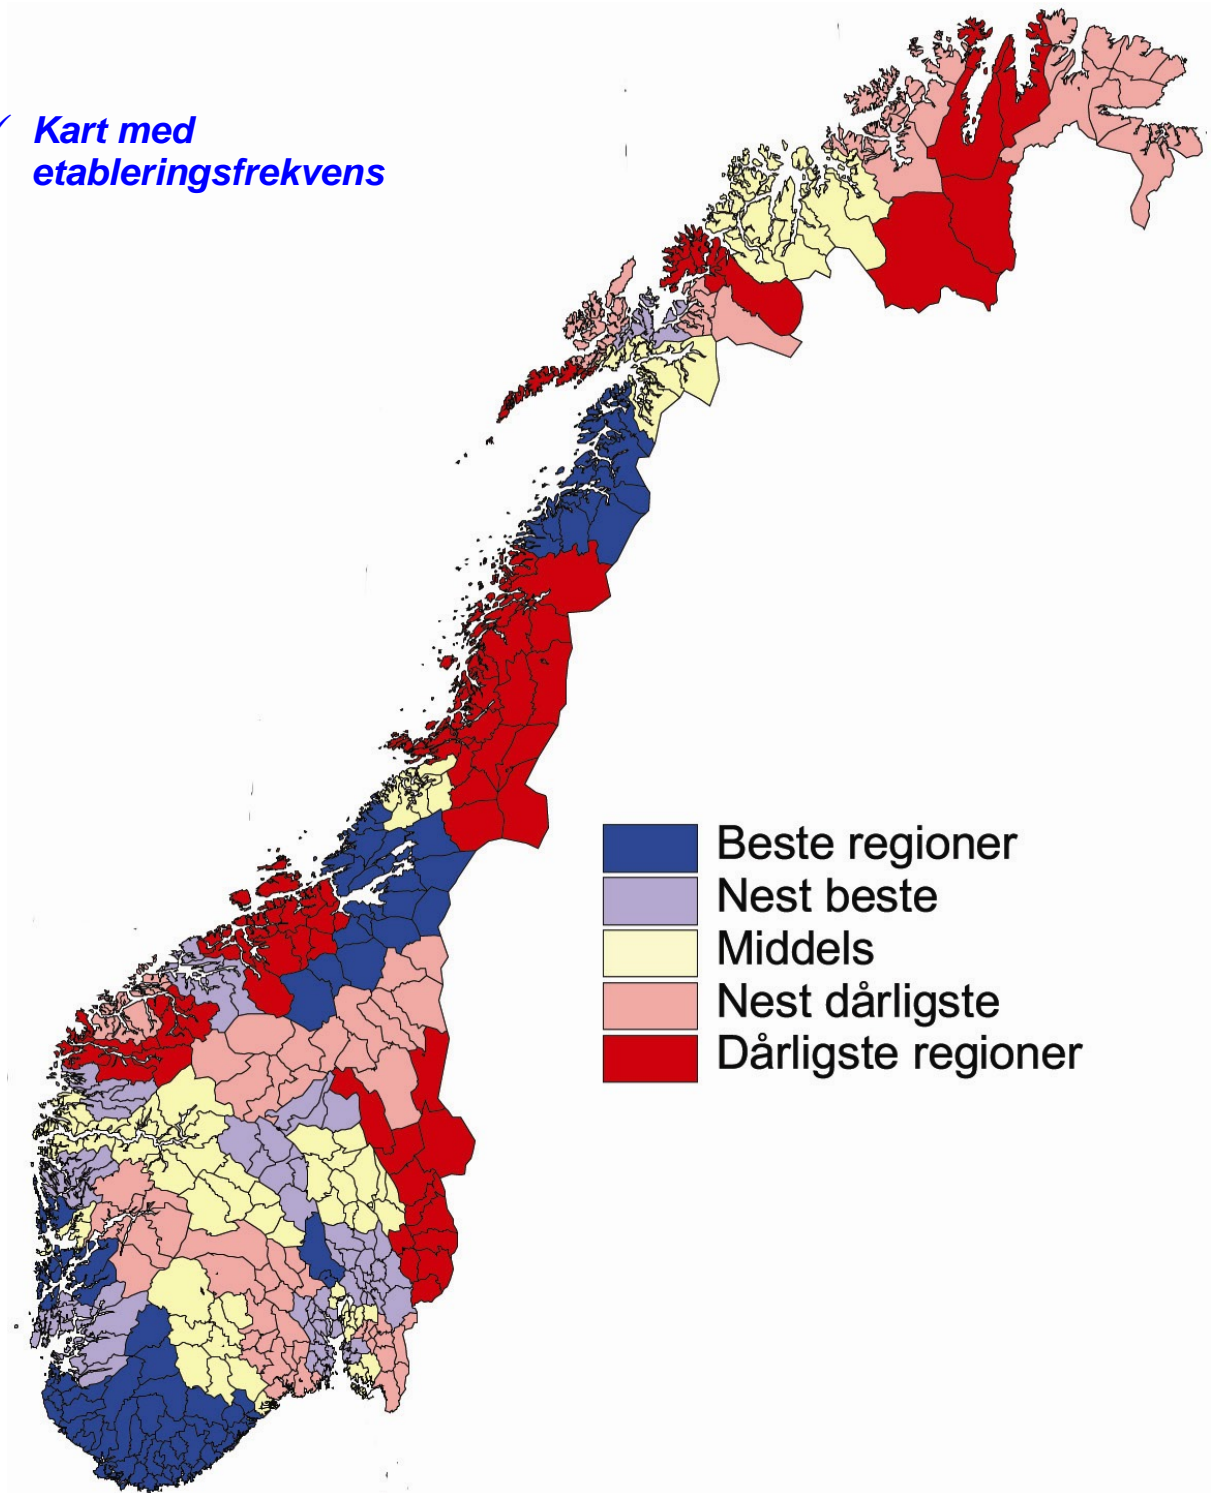 ✓ Kart med
etableringsfrekvens
Beste regioner
Nest beste
Middels
Nest dårligste
Dårligste regioner